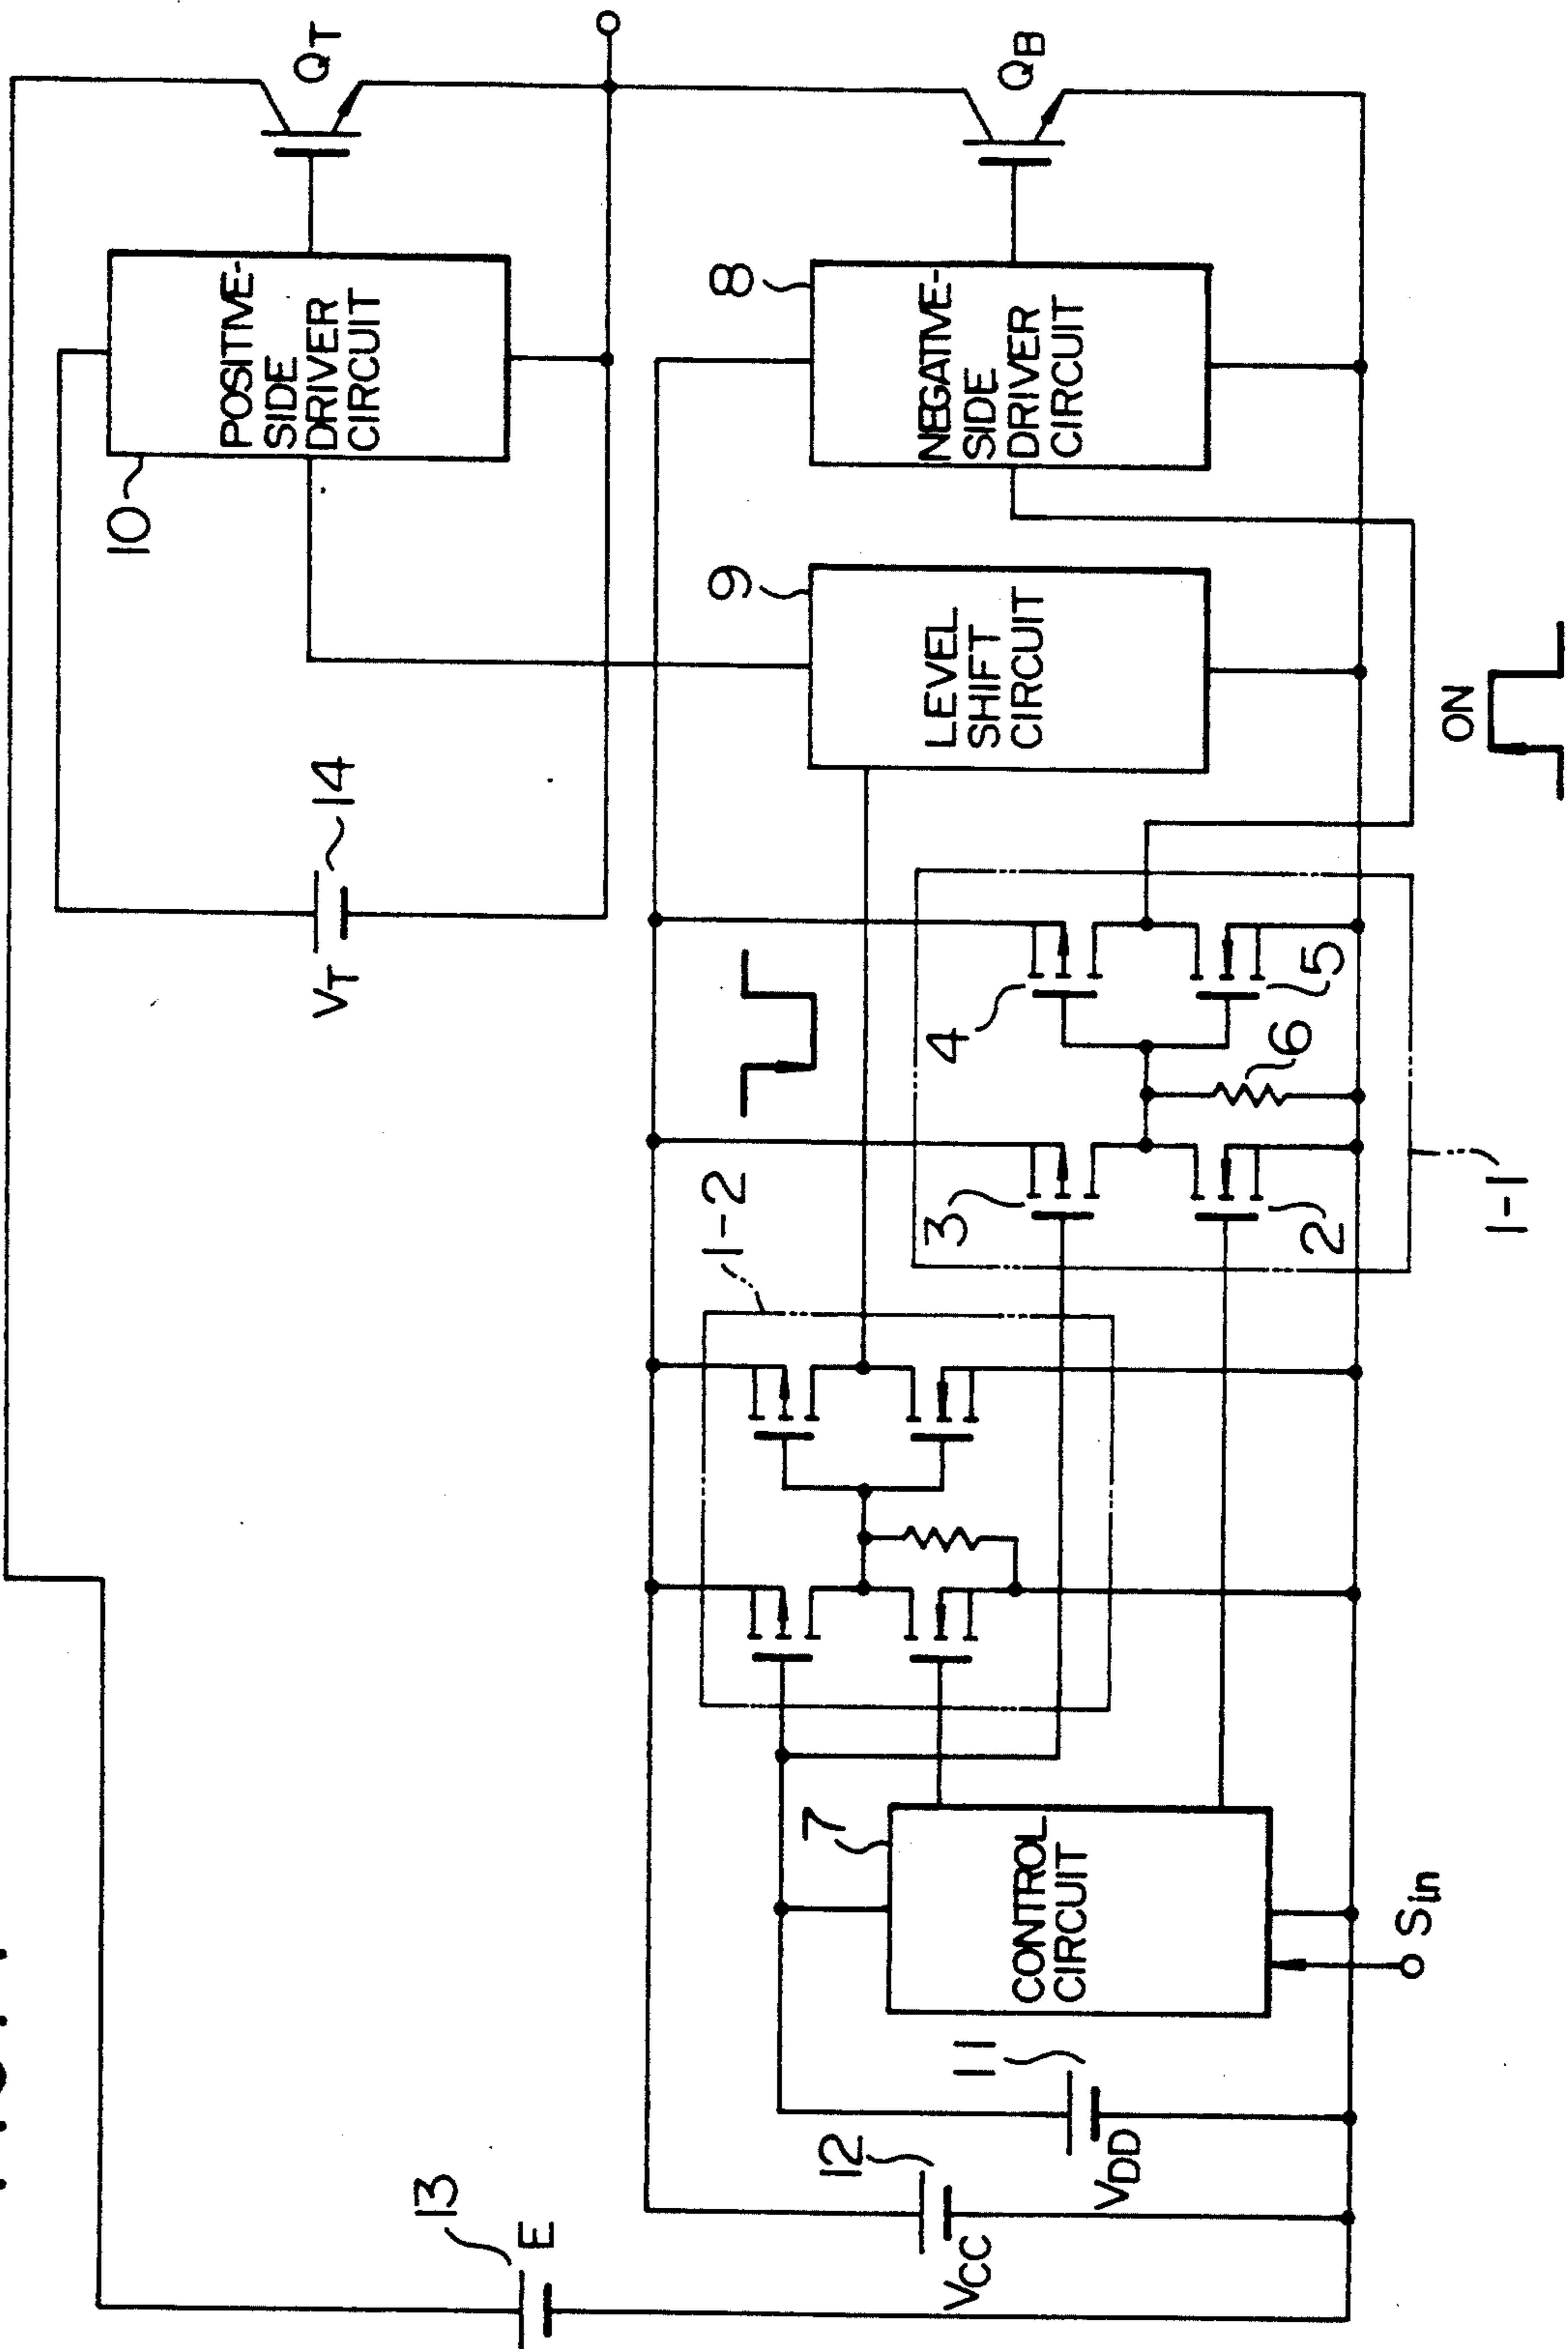 13
E
12
VCC
11
VDD
7
CONTROL
CIRCUIT
Sin
1-2
3
2
4
5
6
1-1
VT
14
9
LEVEL
SHIFT
CIRCUIT
ON
10
POSITIVE-
SIDE
DRIVER
CIRCUIT
8
NEGATIVE-
SIDE
DRIVER
CIRCUIT
QT
QB